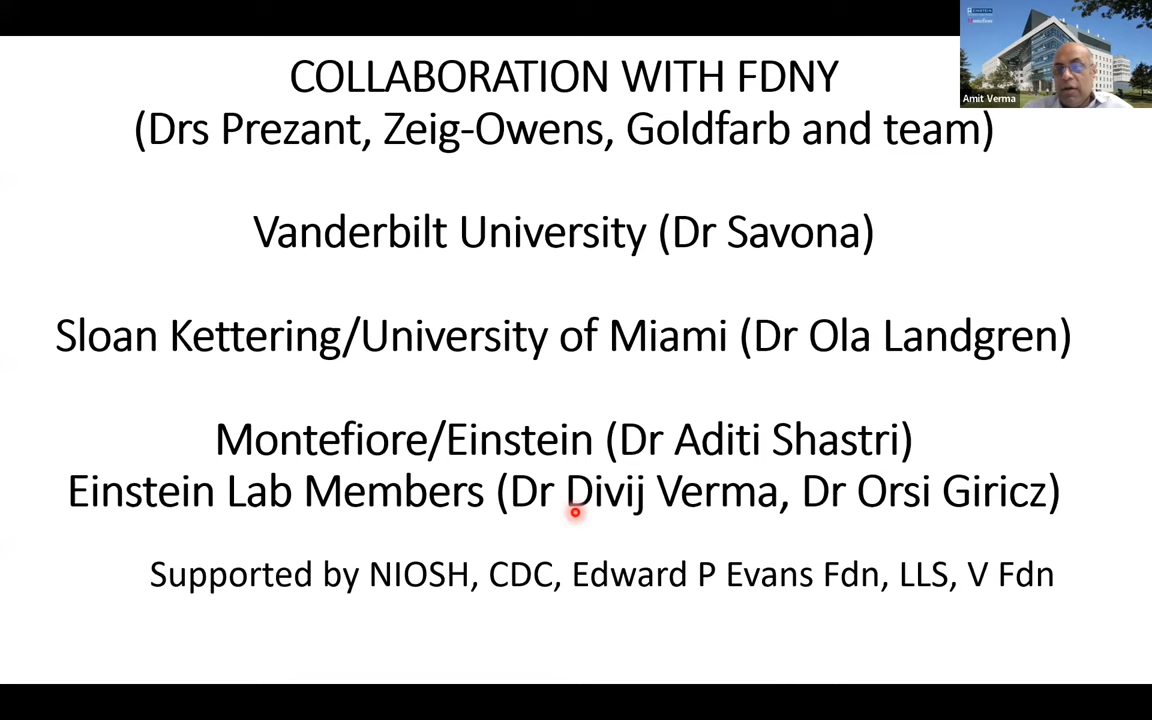 COLLABORATION WITH FDNY
(Drs Prezant, Zeig-Owens, Goldfarb and team)
Vanderbilt University (Dr Savona)
Sloan Kettering/University of Miami (Dr Ola Landgren)
Montefiore/Einstein (Dr Aditi Shastri)
Einstein Lab Members (Dr Divij Verma, Dr Orsi Giricz)
Supported by NIOSH, CDC, Edward P Evans Fdn, LLS, V Fdn
EINSTEIN
Amit Verma